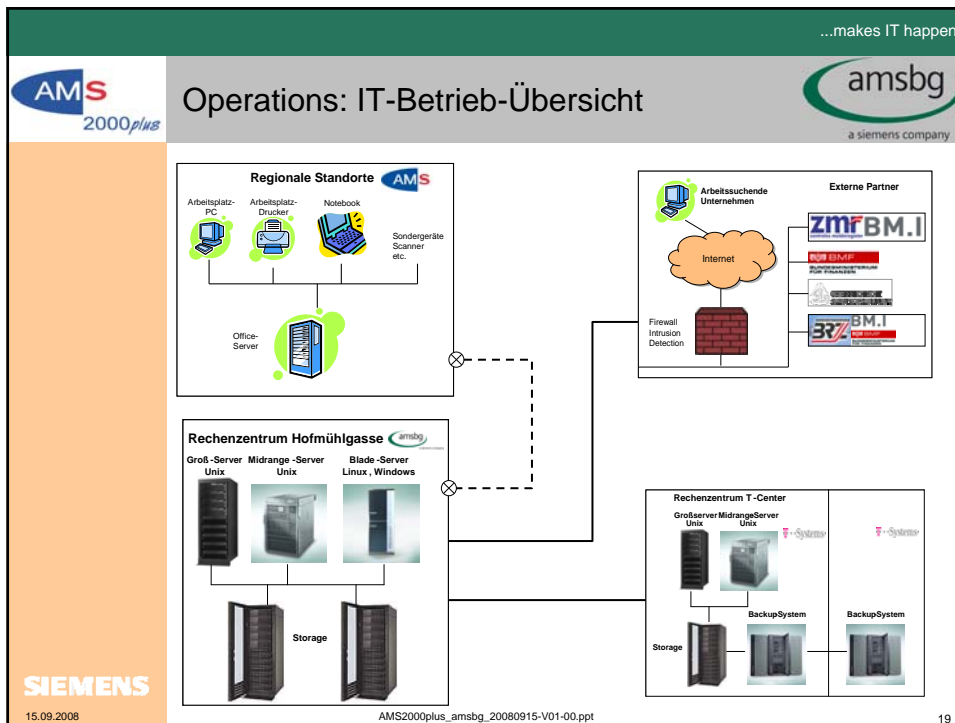 ...makes IT happen
AMS
2000plus
Operations: IT-Betrieb-Übersicht
amsbg
a siemens company
Regionale Standorte
AMS
Arbeitsplatz-
PC
Arbeitsplatz-
Drucker
Notebook
Sondergeräte
Scanner
etc.
Office-
Server
Arbeitssuchende
Unternehmen
Externe Partner
Internet
Firewall
Intrusion
Detection
zmr BM.I
BMF
BUNDESMINISTERIUM
FÜR FINANZEN
BRZ BM.I
BMF
Rechenzentrum Hofmühlgasse
amsbg
Groß-Server
Unix
Midrange-Server
Unix
Blade-Server
Linux, Windows
Storage
Rechenzentrum T-Center
Großserver
Unix
MidrangeServer
Unix
T··Systems·
T··Systems·
BackupSystem
BackupSystem
Storage
SIEMENS
15.09.2008
AMS2000plus_amsbg_20080915-V01-00.ppt
19